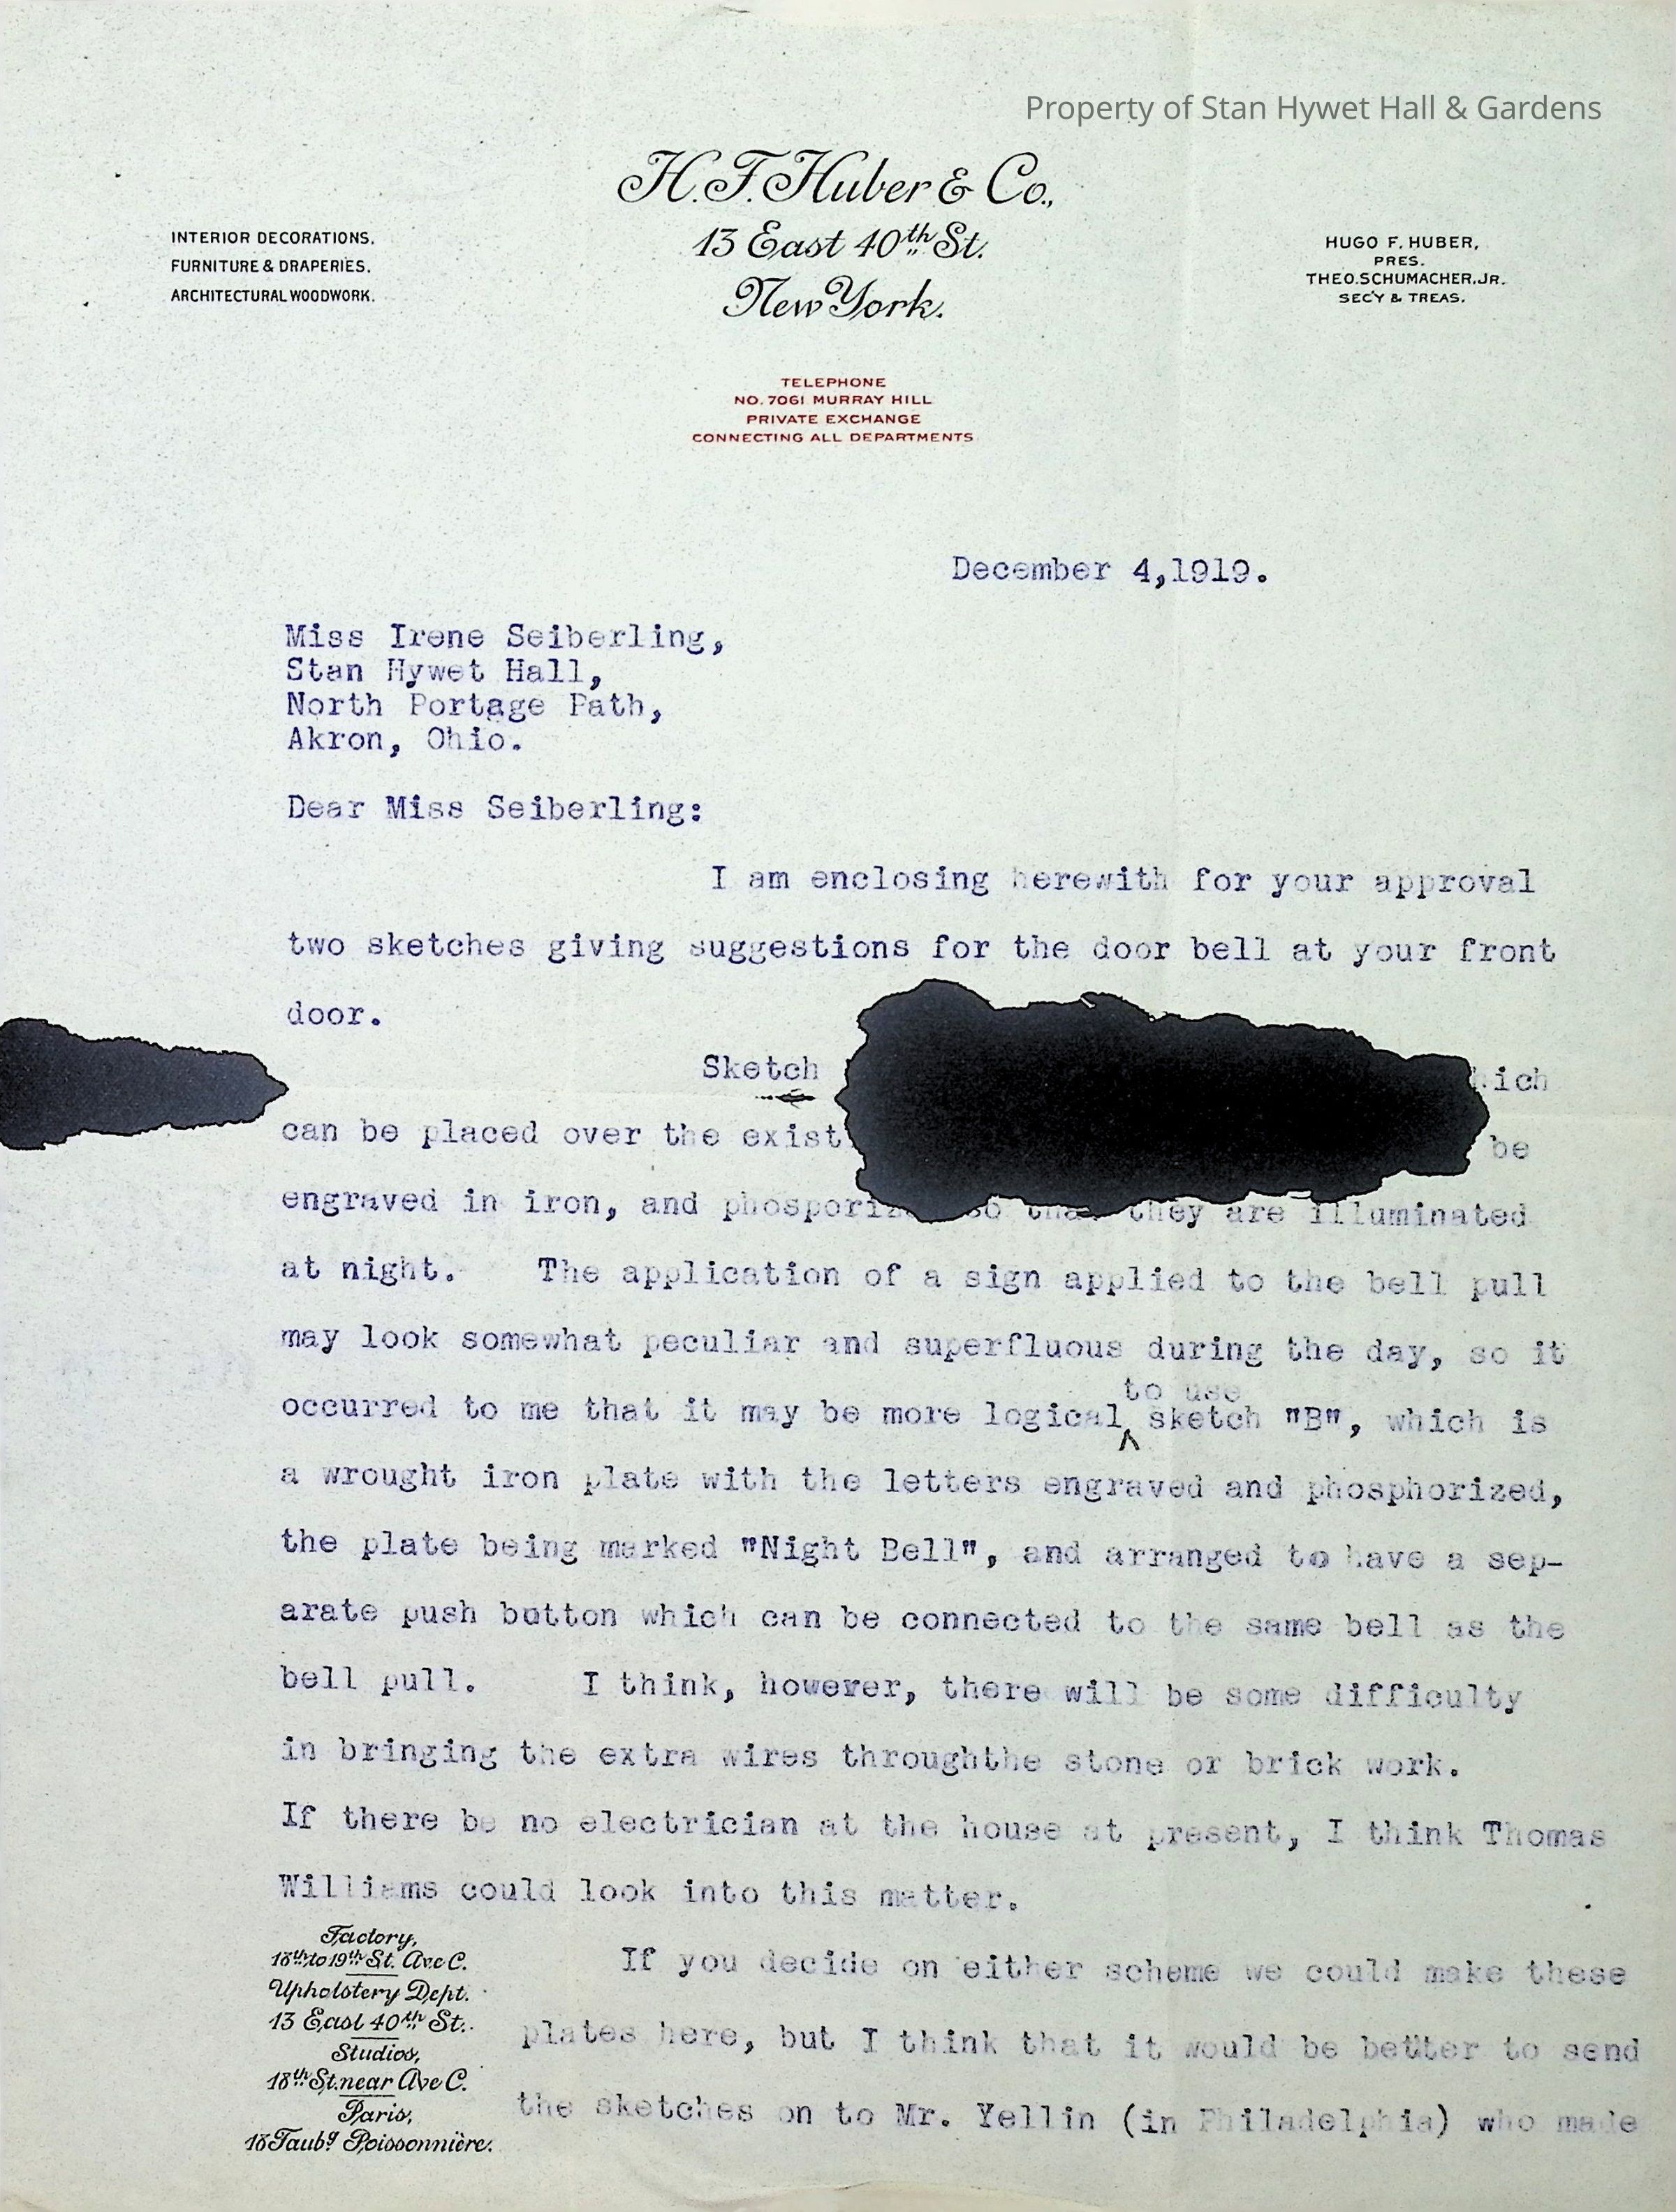 Property of Stan Hywet Hall & Gardens
H.F. Huber & Co.,
13 East 40th St.
New York.
INTERIOR DECORATIONS.
FURNITURE & DRAPERIES.
ARCHITECTURAL WOODWORK.
HUGO F. HUBER,
PRES.
THEO. SCHUMACHER, JR.
SEC'Y & TREAS.
TELEPHONE
NO. 7061 MURRAY HILL
PRIVATE EXCHANGE
CONNECTING ALL DEPARTMENTS
December 4,1919.
Miss Irene Seiberling,
Stan Hywet Hall,
North Portage Path,
Akron, Ohio.
Dear Miss Seiberling:
I am enclosing herewith for your approval
two sketches giving suggestions for the door bell at your front
door.
Sketch
can be placed over the exist be
engraved in iron, and they are illuminated
at night. The application of a sign applied to the bell pull
may look somewhat peculiar and superfluous during the day, so it
to use
occurred to me that it may be more logical sketch "B", which is
a wrought iron plate with the letters engraved and phosphorized,
the plate being marked "Night Bell", and arranged to have a sep-
arate push button which can be connected to the same bell as the
bell pull. I think, however, there will be some difficulty
in bringing the extra wires throughthe stone or brick work.
If there be no electrician at the house at present, I think Thomas
Williams could look into this matter.
If you decide on either scheme we could make these
plates here, but I think that it would be better to send
the sketches on to Mr. Yellin (in Philadelphia) who made
Factory,
18th to 19th St. Ave C.
Upholstery Dept.
13 East 40th St.
Studios,
18th St. near Ave C.
Paris,
18 Faubg Poissonnière.